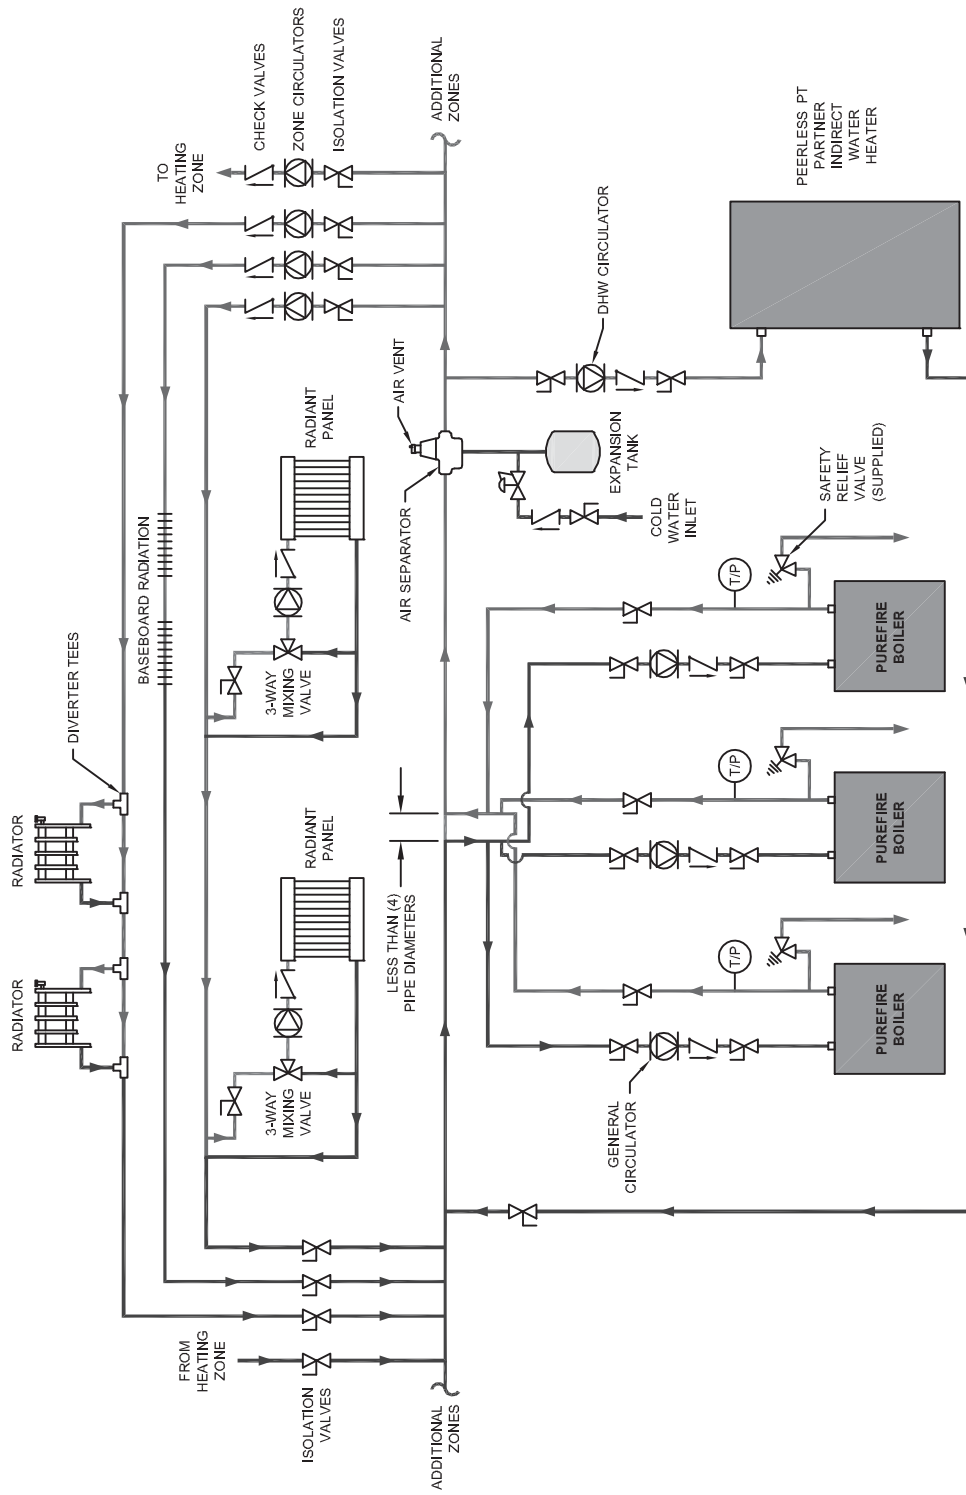 RADIATOR
RADIATOR
DIVERTER TEES
BASEBOARD RADIATION
TO
HEATING
ZONE
CHECK VALVES
ZONE CIRCULATORS
ISOLATION VALVES
ADDITIONAL
ZONES
RADIANT
PANEL
3-WAY
MIXING
VALVE
RADIANT
PANEL
3-WAY
MIXING
VALVE
AIR VENT
AIR SEPARATOR
LESS THAN (4)
PIPE DIAMETERS
FROM
HEATING
ZONE
ISOLATION
VALVES
ADDITIONAL
ZONES
EXPANSION
TANK
COLD
WATER
INLET
DHW CIRCULATOR
PEERLESS PT
PARTNER
INDIRECT
WATER
HEATER
SAFETY
RELIEF
VALVE
(SUPPLIED)
GENERAL
CIRCULATOR
T/P
T/P
T/P
PUREFIRE
BOILER
PUREFIRE
BOILER
PUREFIRE
BOILER